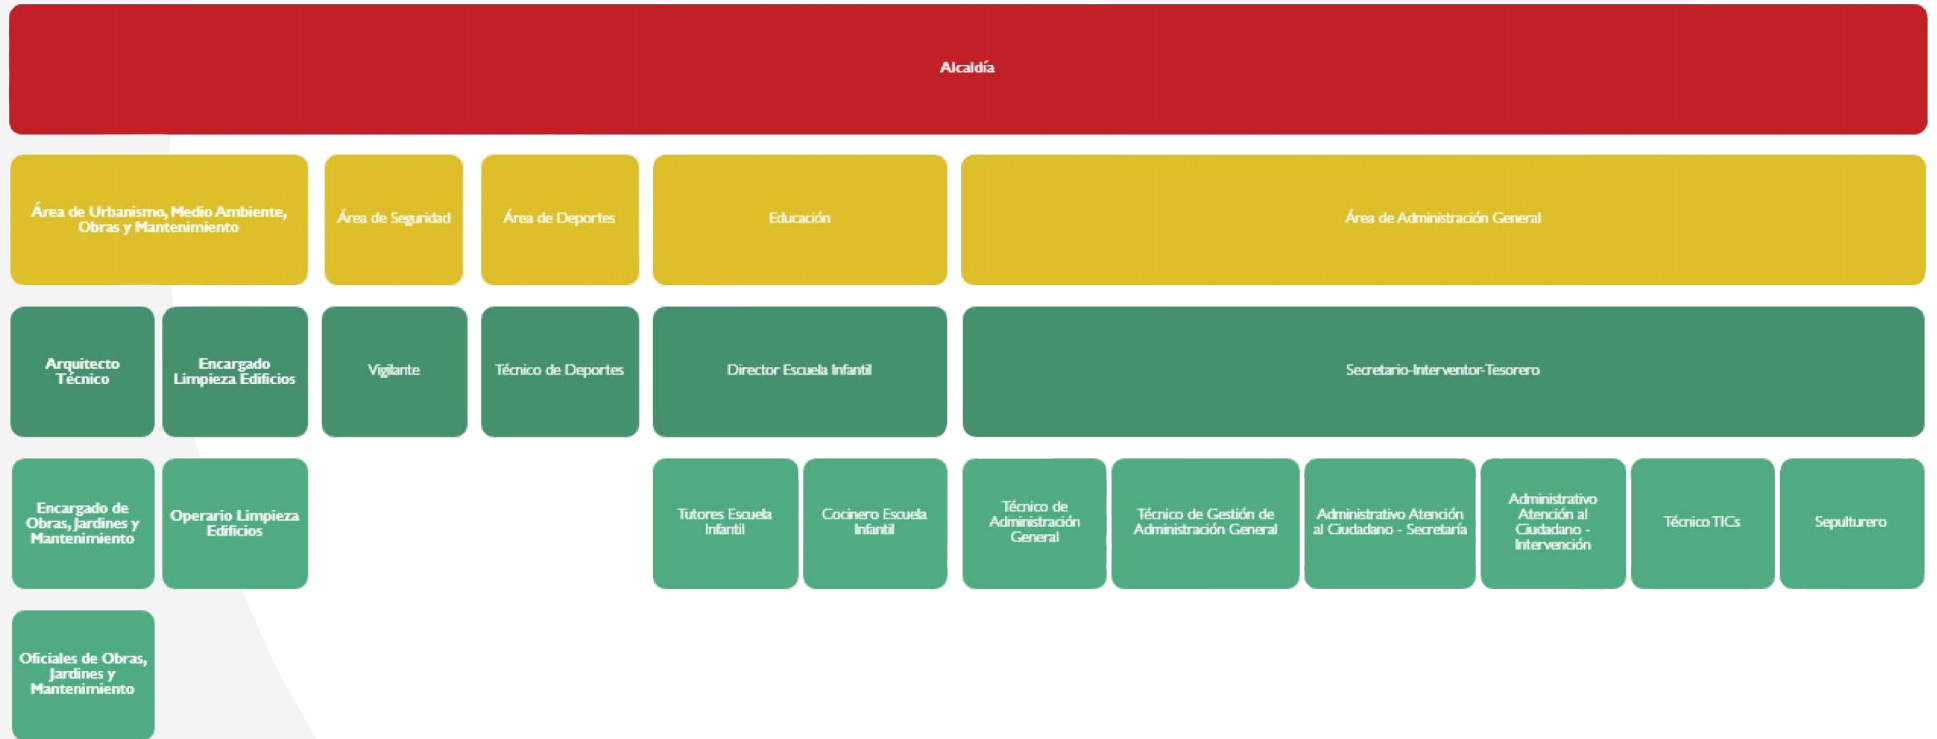 Alcaldía
Área de Urbanismo, Medio Ambiente,
Obras y Mantenimiento
Área de Seguridad
Área de Deportes
Educación
Área de Administración General
Arquitecto
Técnico
Encargado
Limpieza Edificios
Vigilante
Técnico de Deportes
Director Escuela Infantil
Secretario-Interventor-Tesorero
Encargado de
Obras, Jardines y
Mantenimiento
Operario Limpieza
Edificios
Tutores Escuela
Infantil
Cocinero Escuela
Infantil
Técnico de
Administración
General
Técnico de Gestión de
Administración General
Administrativo Atención
al Ciudadano - Secretaría
Administrativo
Atención al
Ciudadano -
Intervención
Técnico TICs
Sepulturero
Oficiales de Obras,
Jardines y
Mantenimiento